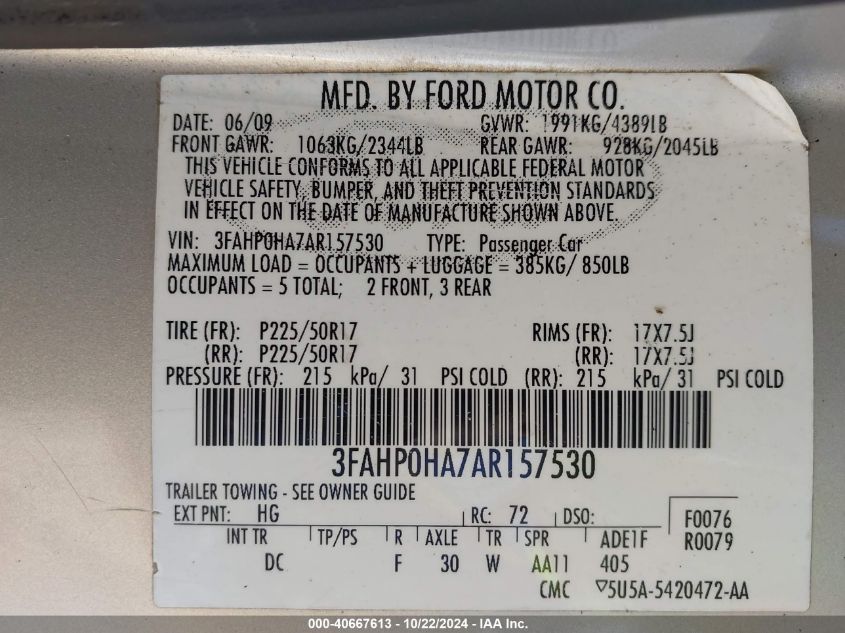 MFD. BY FORD MOTOR CO.
DATE: 06/09 GVWR: 1991KG/4389LB
FRONT GAWR: 1063KG/2344LB REAR GAWR: 928KG/2045LB
THIS VEHICLE CONFORMS TO ALL APPLICABLE FEDERAL MOTOR
VEHICLE SAFETY, BUMPER, AND THEFT PREVENTION STANDARDS
IN EFFECT ON THE DATE OF MANUFACTURE SHOWN ABOVE.
VIN: 3FAHP0HA7AR157530 TYPE: Passenger Car
MAXIMUM LOAD = OCCUPANTS + LUGGAGE = 385KG/ 850LB
OCCUPANTS = 5 TOTAL; 2 FRONT, 3 REAR
TIRE (FR): P225/50R17 RIMS (FR): 17X7.5J
(RR): P225/50R17 (RR): 17X7.5J
PRESSURE (FR): 215 kPa/ 31 PSI COLD (RR): 215 kPa/ 31 PSI COLD
3FAHP0HA7AR157530
TRAILER TOWING - SEE OWNER GUIDE
EXT PNT: HG RC: 72 DSO: F0076
INT TR TP/PS R AXLE TR SPR ADE1F R0079
DC F 30 W AA11 405
CMC ▽5U5A-5420472-AA
000-40667613 - 10/22/2024 - IAA Inc.